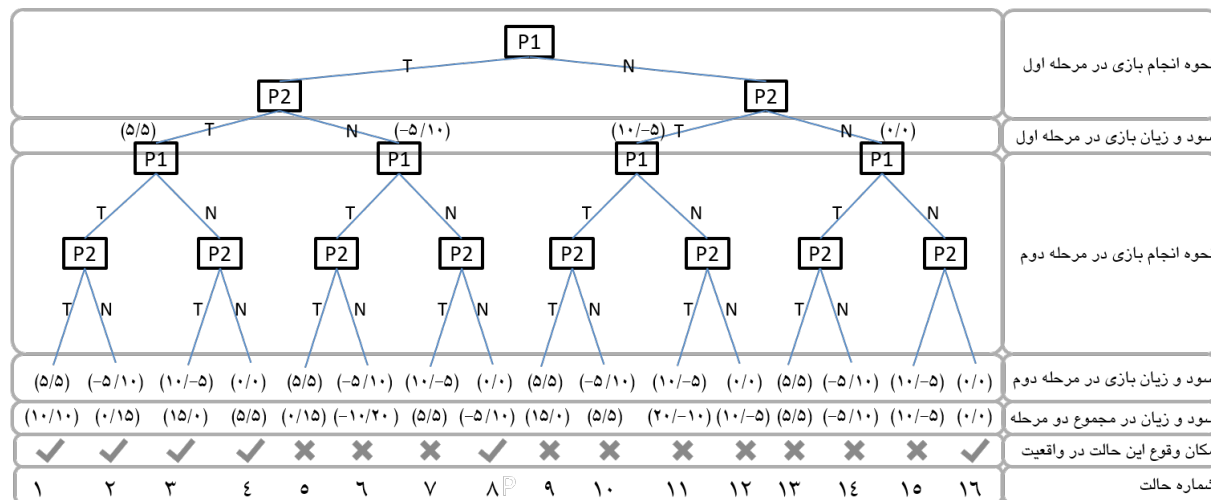 P1
T N
P2 P2
حوه انجام بازی در مرحله اول
(۵/۵) T N (-۵/۱۰) (۱۰/-۵) T N (۰/۰)
سود و زیان بازی در مرحله اول
P1 P1 P1 P1
T N T N T N T N
P2 P2 P2 P2 P2 P2 P2 P2
حوه انجام بازی در مرحله دوم
T N T N T N T N T N T N T N T N
(۵/۵) (-۵/۱۰) (۱۰/-۵) (۰/۰) (۵/۵) (-۵/۱۰) (۱۰/-۵) (۰/۰) (۵/۵) (-۵/۱۰) (۱۰/-۵) (۰/۰) (۵/۵) (-۵/۱۰) (۱۰/-۵) (۰/۰)
سود و زیان بازی در مرحله دوم
(۱۰/۱۰) (۰/۱۵) (۱۵/۰) (۵/۵) (۰/۱۵) (-۱۰/۲۰) (۵/۵) (-۵/۱۰) (۱۵/۰) (۵/۵) (۲۰/-۱۰) (۱۰/-۵) (۵/۵) (-۵/۱۰) (۱۰/-۵) (۰/۰)
سود و زیان در مجموع دو مرحله
مکان وقوع این حالت در واقعیت
۱ ۲ ۳ ٤ ٥ ٦ ۷ ۸P ۹ ۱۰ ۱۱ ۱۲ ۱۳ ۱٤ ۱٥ ۱٦
شماره حالت